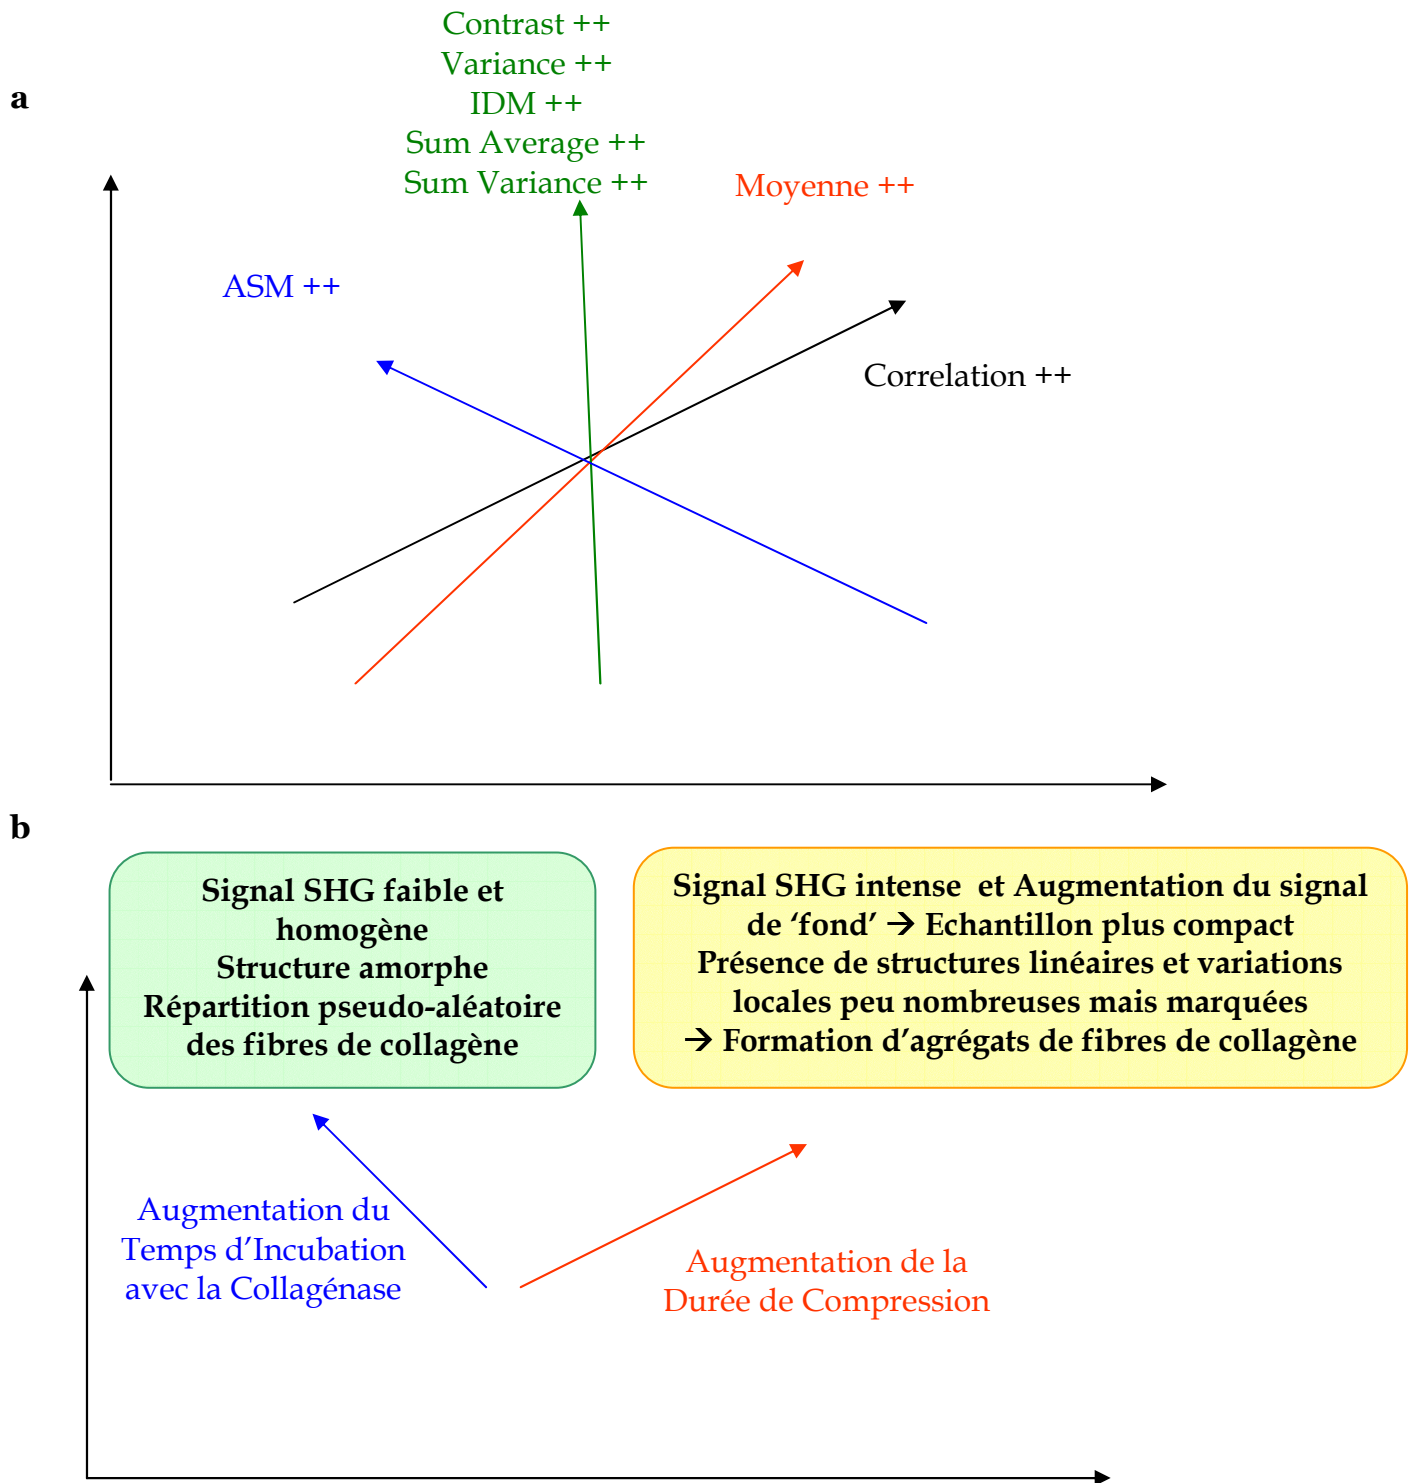 a
Contrast ++
Variance ++
IDM ++
Sum Average ++
Sum Variance ++
Moyenne ++
ASM ++
Correlation ++
b
Signal SHG faible et
homogène
Structure amorphe
Répartition pseudo-aléatoire
des fibres de collagène
Signal SHG intense et Augmentation du signal
de ‘fond’ → Echantillon plus compact
Présence de structures linéaires et variations
locales peu nombreuses mais marquées
→ Formation d’agrégats de fibres de collagène
Augmentation du
Temps d’Incubation
avec la Collagénase
Augmentation de la
Durée de Compression